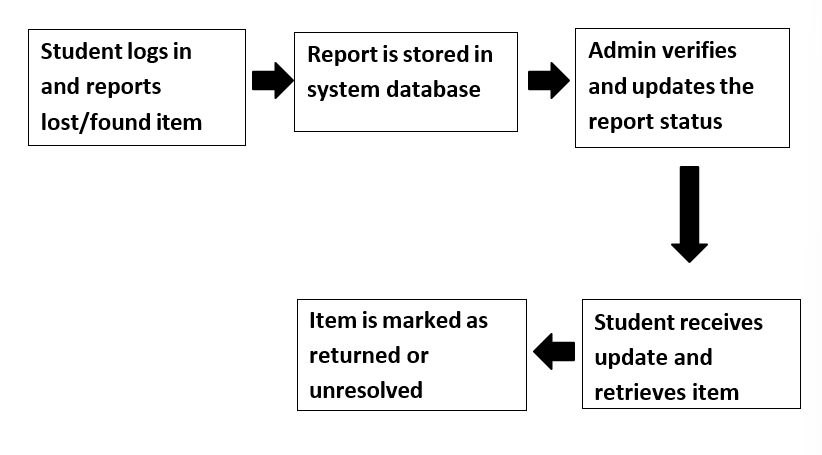 Student logs in
and reports
lost/found item
Report is stored in
system database
Admin verifies
and updates the
report status
Student receives
update and
retrieves item
Item is marked as
returned or
unresolved